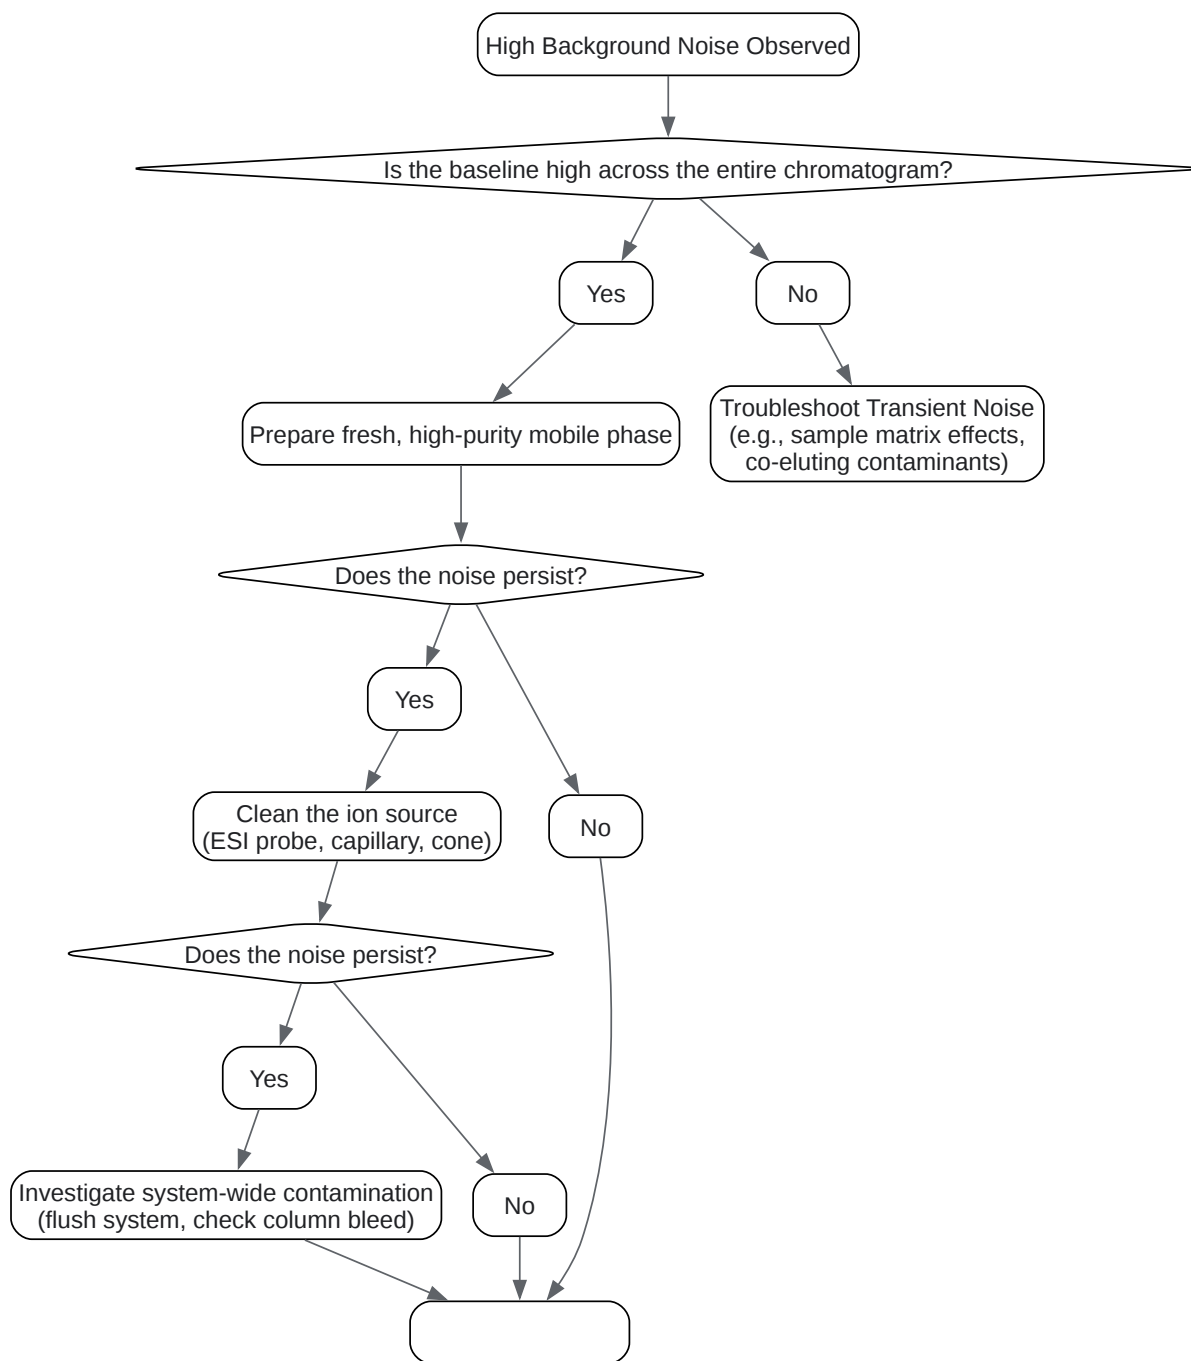 High Background Noise Observed
Is the baseline high across the entire chromatogram?
Yes
No
Prepare fresh, high-purity mobile phase
Troubleshoot Transient Noise
(e.g., sample matrix effects,
co-eluting contaminants)
Does the noise persist?
Yes
Clean the ion source
(ESI probe, capillary, cone)
No
Does the noise persist?
Yes
Investigate system-wide contamination
(flush system, check column bleed)
No